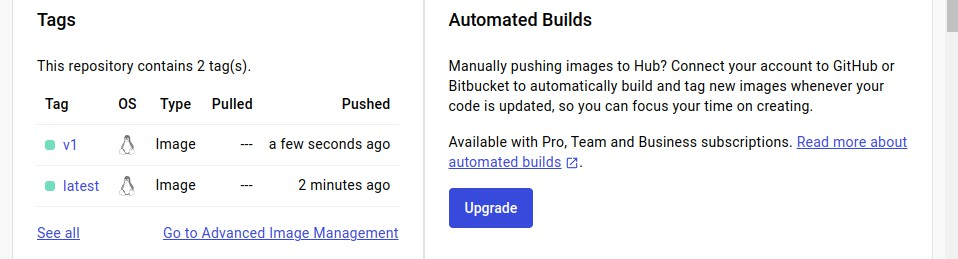 Tags
This repository contains 2 tag(s).
Tag OS Type Pulled Pushed
v1 Image --- a few seconds ago
latest Image --- 2 minutes ago
See all Go to Advanced Image Management
Automated Builds
Manually pushing images to Hub? Connect your account to GitHub or
Bitbucket to automatically build and tag new images whenever your
code is updated, so you can focus your time on creating.
Available with Pro, Team and Business subscriptions. Read more about
automated builds.
Upgrade